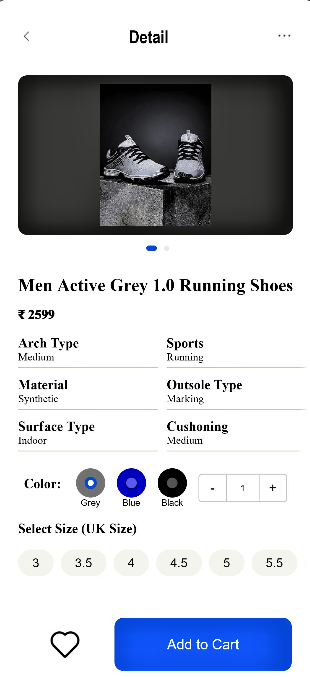 Detail
Men Active Grey 1.0 Running Shoes
₹ 2599
Arch Type
Medium
Sports
Running
Material
Synthetic
Outsole Type
Marking
Surface Type
Indoor
Cushoning
Medium
Color:
Grey
Blue
Black
- 1 +
Select Size (UK Size)
3 3.5 4 4.5 5 5.5
Add to Cart